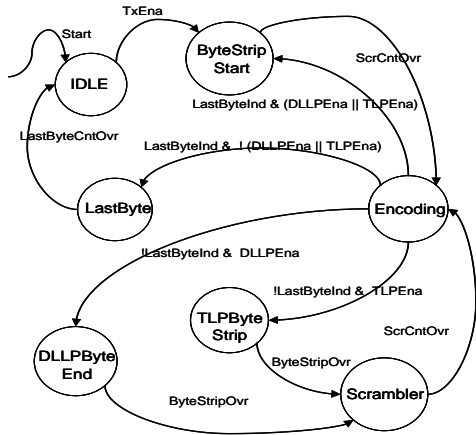 TxEna
Start
ByteStrip
Start
ScrCntOvr
IDLE
LastByteInd & (DLLPEna || TLPEna)
LastByteCntOvr
LastByteInd & ! (DLLPEna || TLPEna)
LastByte
Encoding
!LastByteInd & DLLPEna
!LastByteInd & TLPEna
TLPByte
Strip
ScrCntOvr
DLLPByte
End
ByteStripOvr
Scrambler
ByteStripOvr